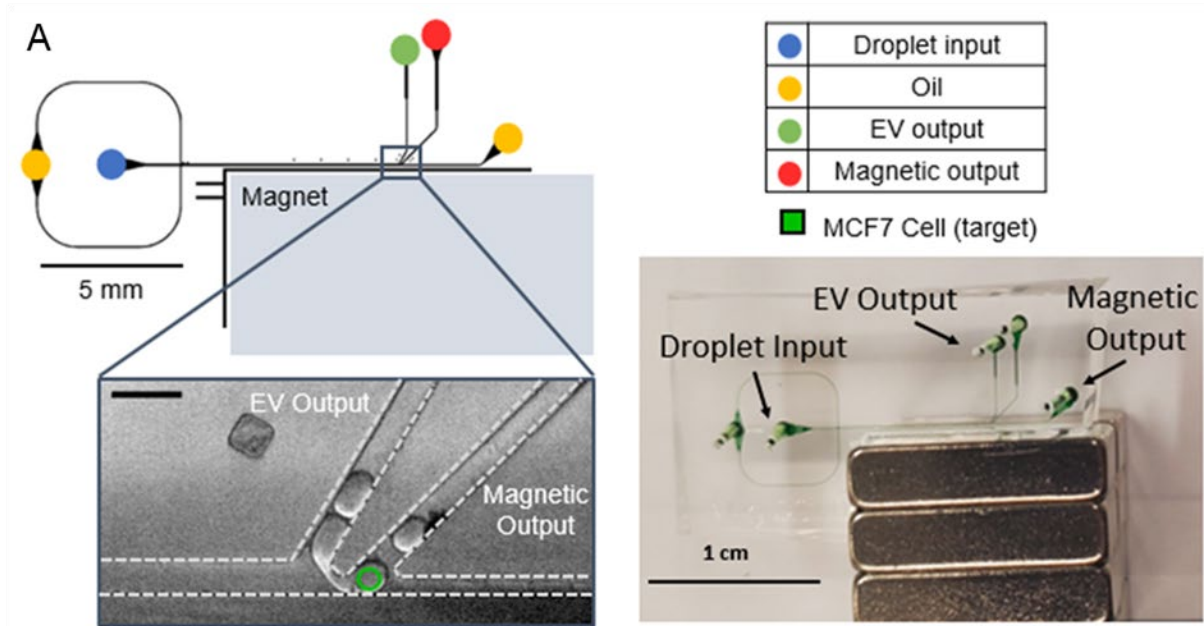 A
Magnet
5 mm
EV Output
Magnetic
Output
Droplet input
Oil
EV output
Magnetic output
MCF7 Cell (target)
EV Output
Magnetic
Output
Droplet Input
1 cm